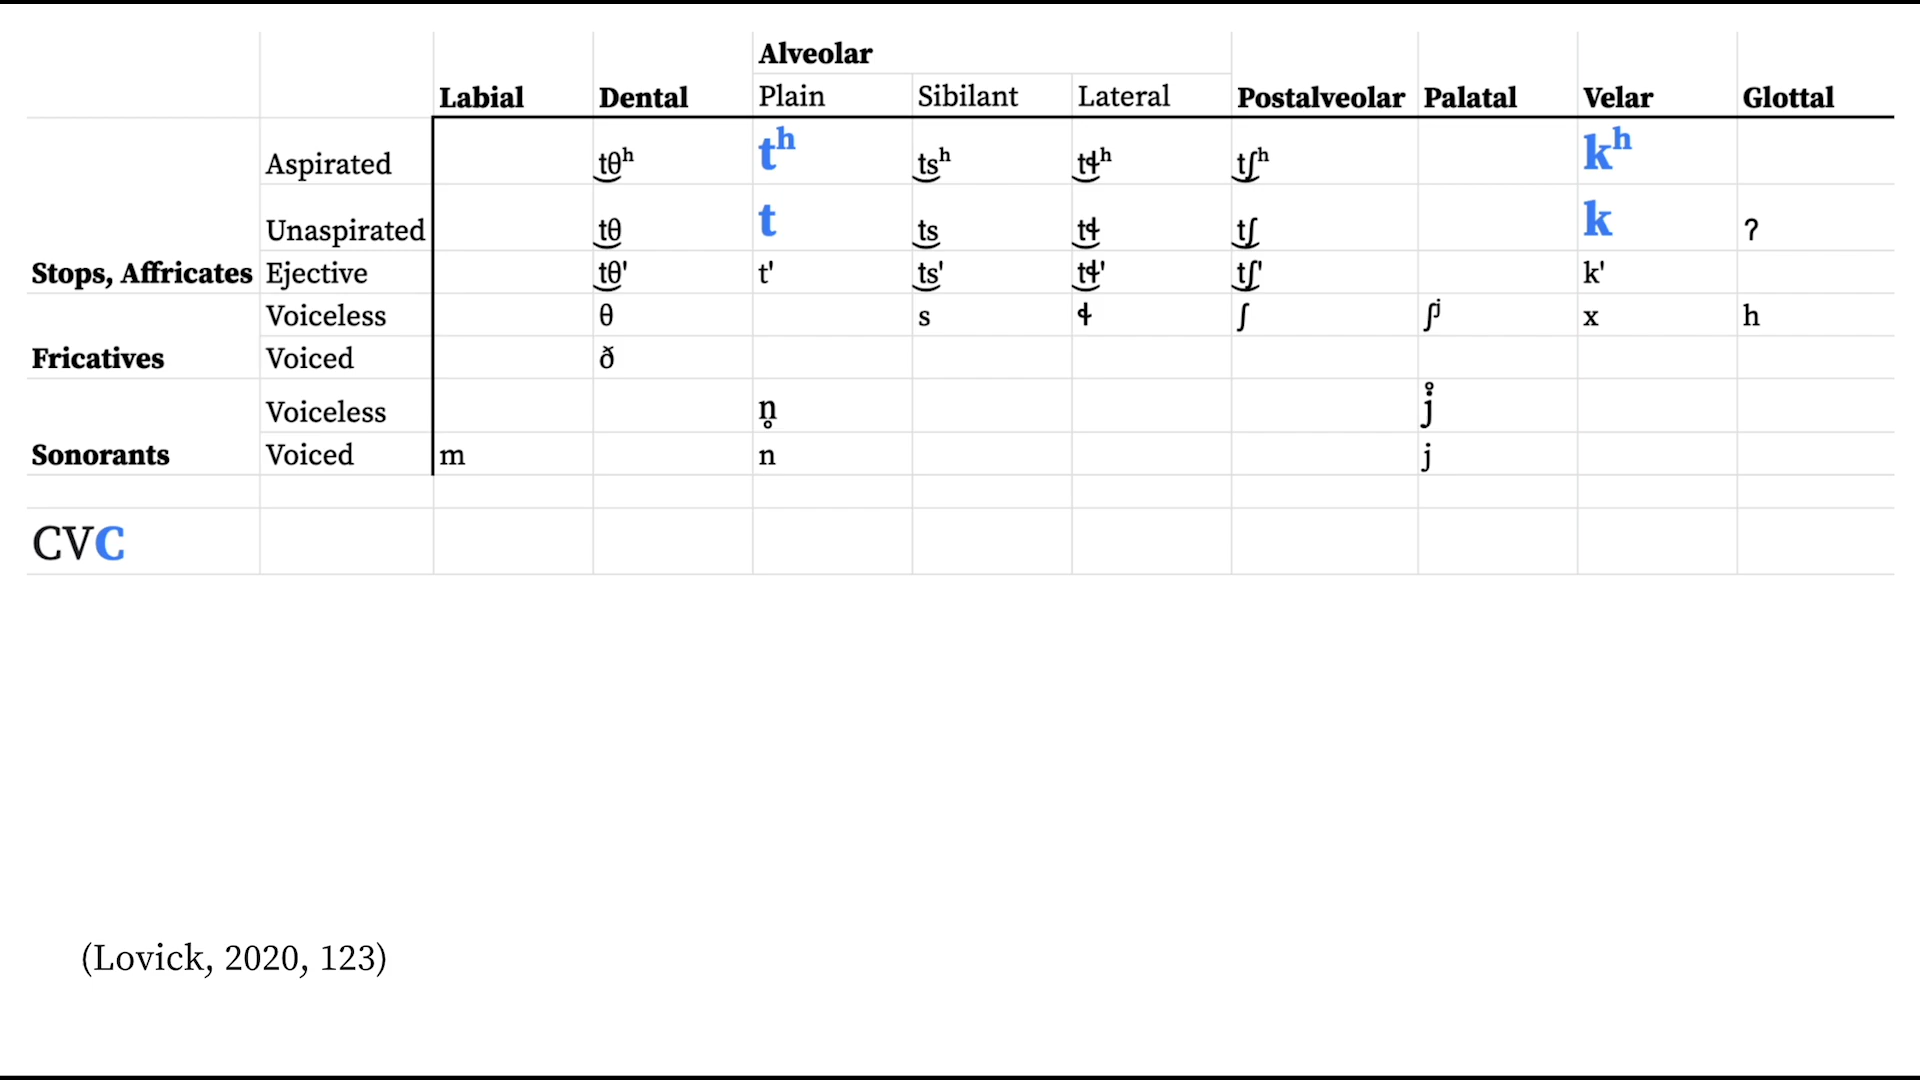 Alveolar
Labial Dental Plain Sibilant Lateral Postalveolar Palatal Velar Glottal
Aspirated t͜θʰ tʰ t͜sʰ t͜ɬʰ t͜ʃʰ kʰ
Unaspirated t͜θ t t͜s t͜ɬ t͜ʃ k ʔ
Stops, Affricates Ejective t͜θ' t' t͜s' t͜ɬ' t͜ʃ' k'
Voiceless θ s ɬ ʃ ʃʲ x h
Fricatives Voiced ð
Voiceless n̥ j̊
Sonorants Voiced m n j
CVC
(Lovick, 2020, 123)